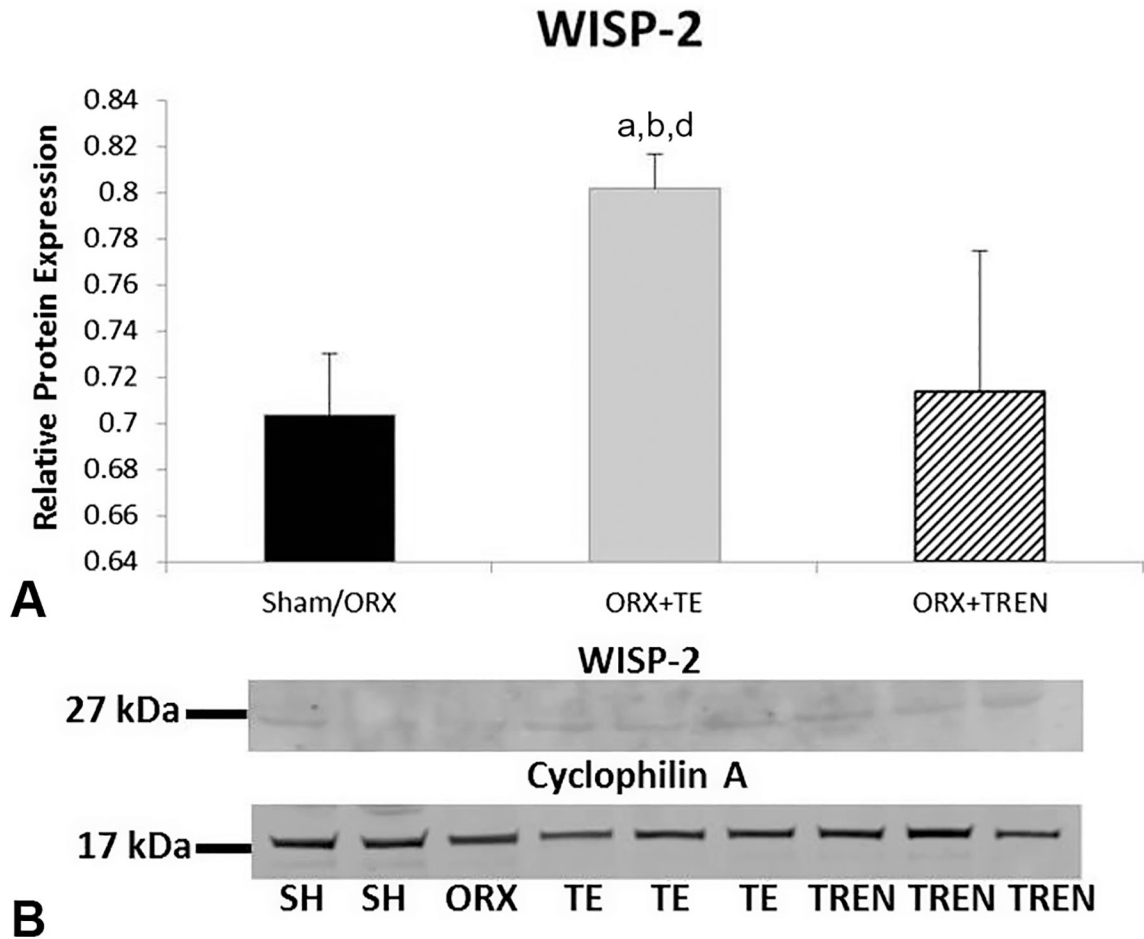 WISP-2
0.84
0.82
0.8
0.78
0.76
0.74
0.72
0.7
0.68
0.66
0.64
Relative Protein Expression
a,b,d
Sham/ORX ORX+TE ORX+TREN
A
WISP-2
27 kDa
Cyclophilin A
17 kDa
SH SH ORX TE TE TE TREN TREN TREN
B